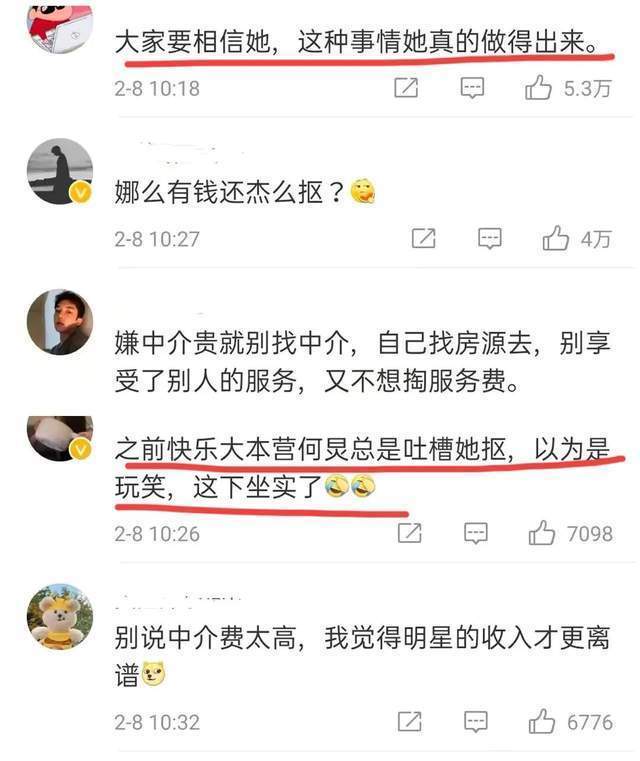 大家要相信她，这种事情她真的做得出来。
2-8 10:18
5.3万
娜么有钱还杰么抠？
2-8 10:27
4万
嫌中介贵就别找中介，自己找房源去，别享
受了别人的服务，又不想掏服务费。
之前快乐大本营何炅总是吐槽她抠，以为是
玩笑，这下坐实了
2-8 10:26
7098
别说中介费太高，我觉得明星的收入才更离
谱
2-8 10:32
6776